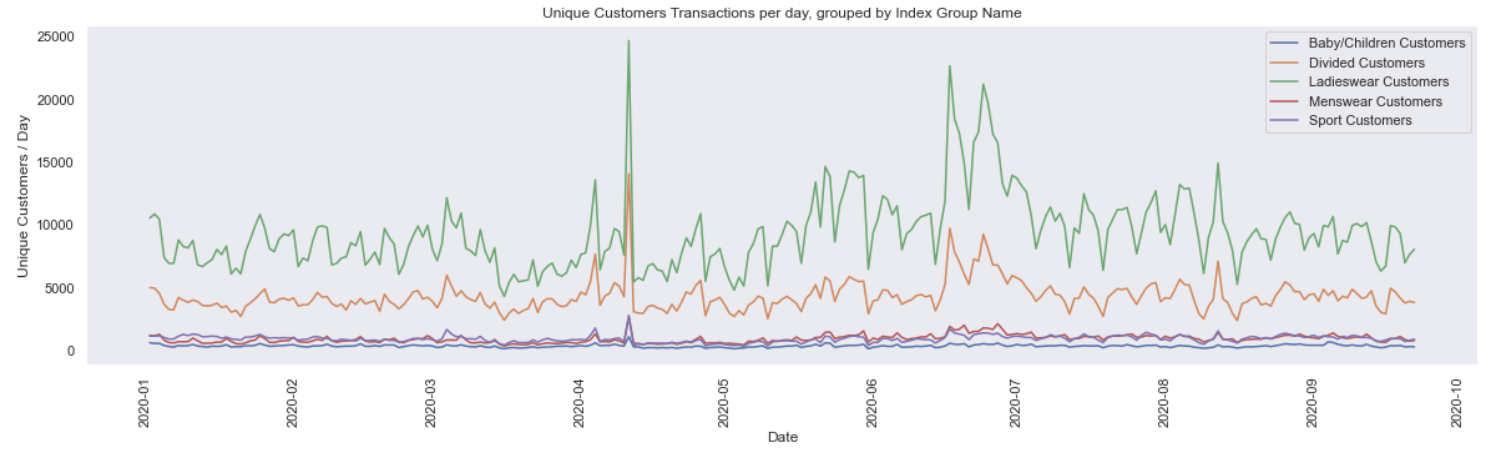 Unique Customers Transactions per day, grouped by Index Group Name
Unique Customers / Day
25000
20000
15000
10000
5000
0
Baby/Children Customers
Divided Customers
Ladieswear Customers
Menswear Customers
Sport Customers
2020-01
2020-02
2020-03
2020-04
2020-05
2020-06
2020-07
2020-08
2020-09
2020-10
Date